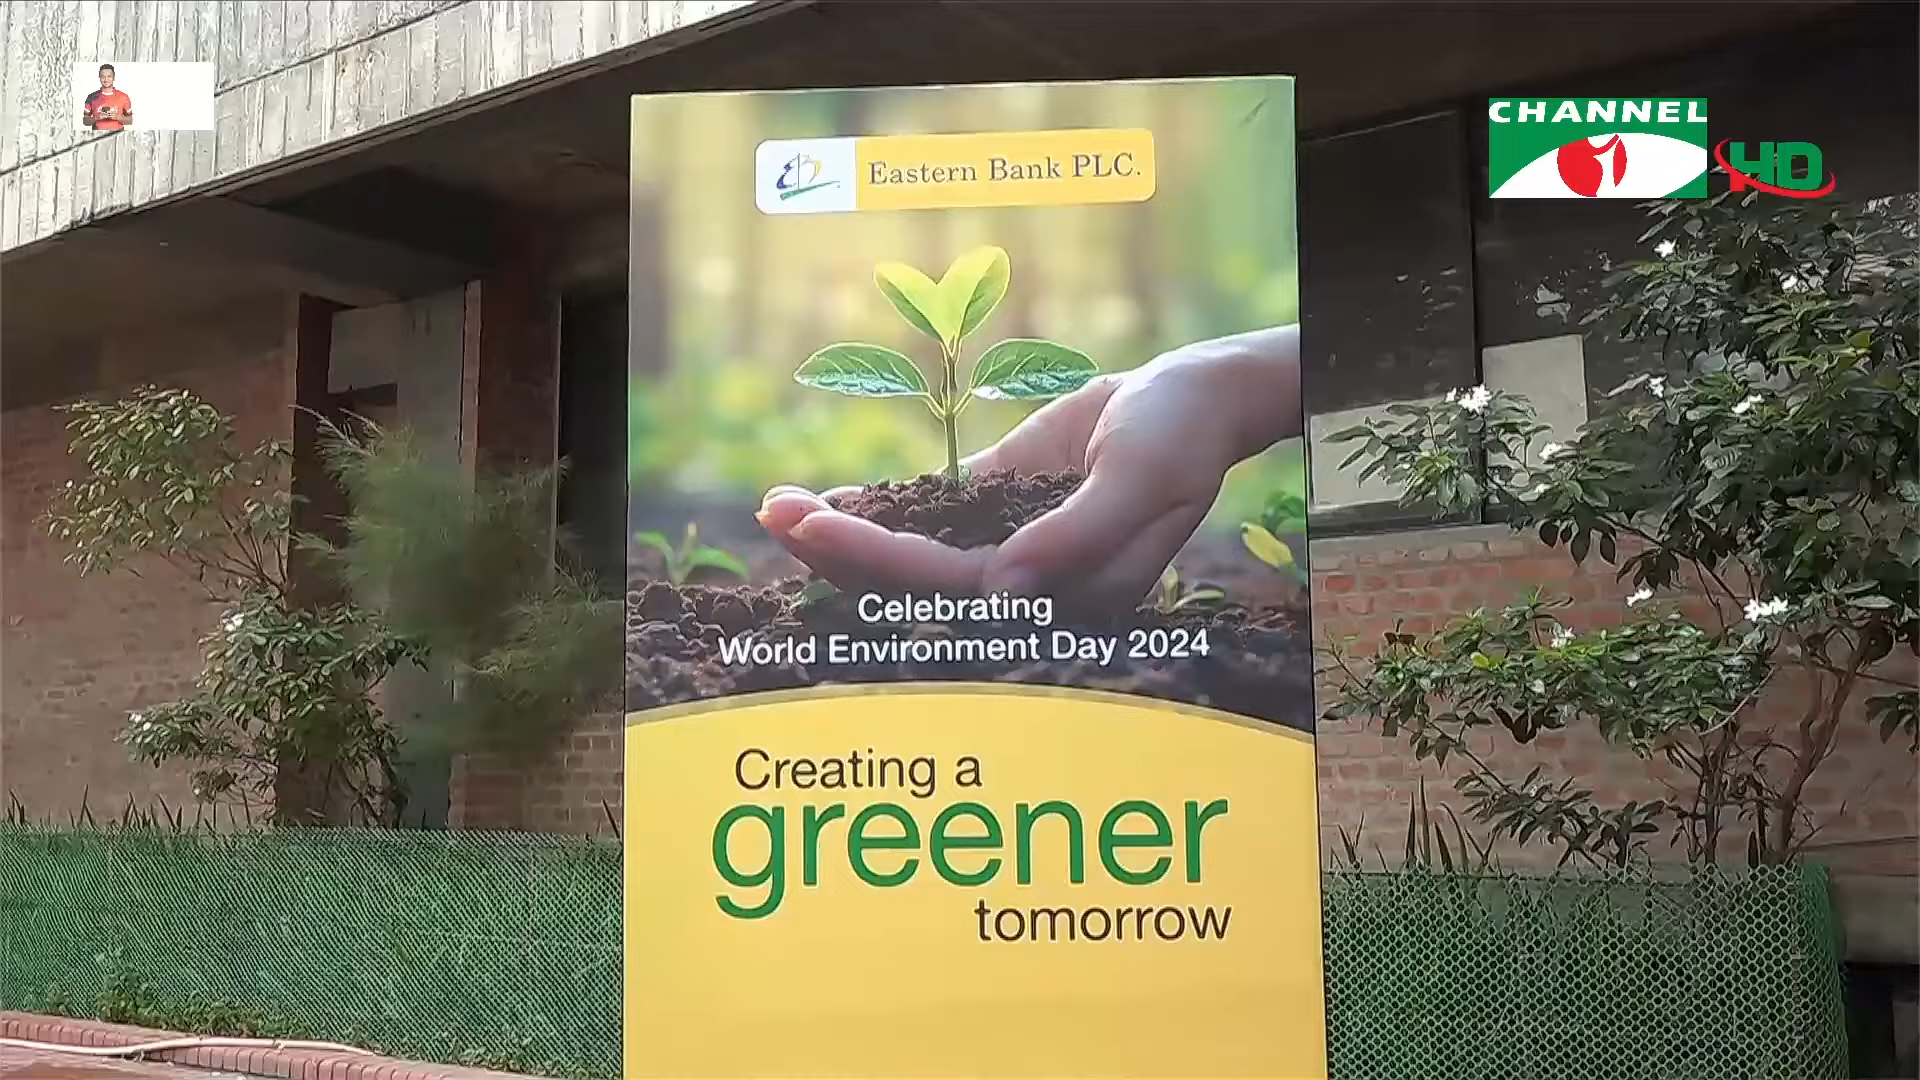 CHANNEL
i
HD
Eastern Bank PLC.
Celebrating
World Environment Day 2024
Creating a
greener
tomorrow